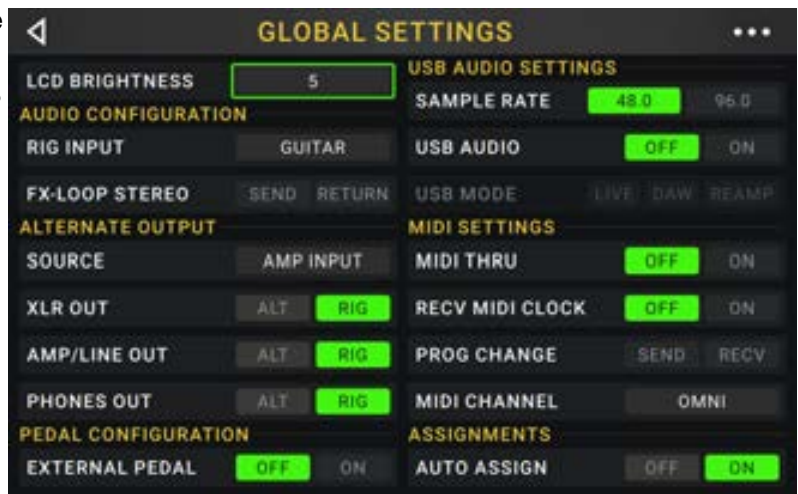 e
GLOBAL SETTINGS
LCD BRIGHTNESS 5
AUDIO CONFIGURATION
RIG INPUT GUITAR
FX-LOOP STEREO SEND RETURN
ALTERNATE OUTPUT
SOURCE AMP INPUT
XLR OUT ALT RIG
AMP/LINE OUT ALT RIG
PHONES OUT ALT RIG
PEDAL CONFIGURATION
EXTERNAL PEDAL OFF ON
USB AUDIO SETTINGS
SAMPLE RATE 48.0 96.0
USB AUDIO OFF ON
USB MODE LIVE DAW REAMP
MIDI SETTINGS
MIDI THRU OFF ON
RECV MIDI CLOCK OFF ON
PROG CHANGE SEND RECV
MIDI CHANNEL OMNI
ASSIGNMENTS
AUTO ASSIGN OFF ON